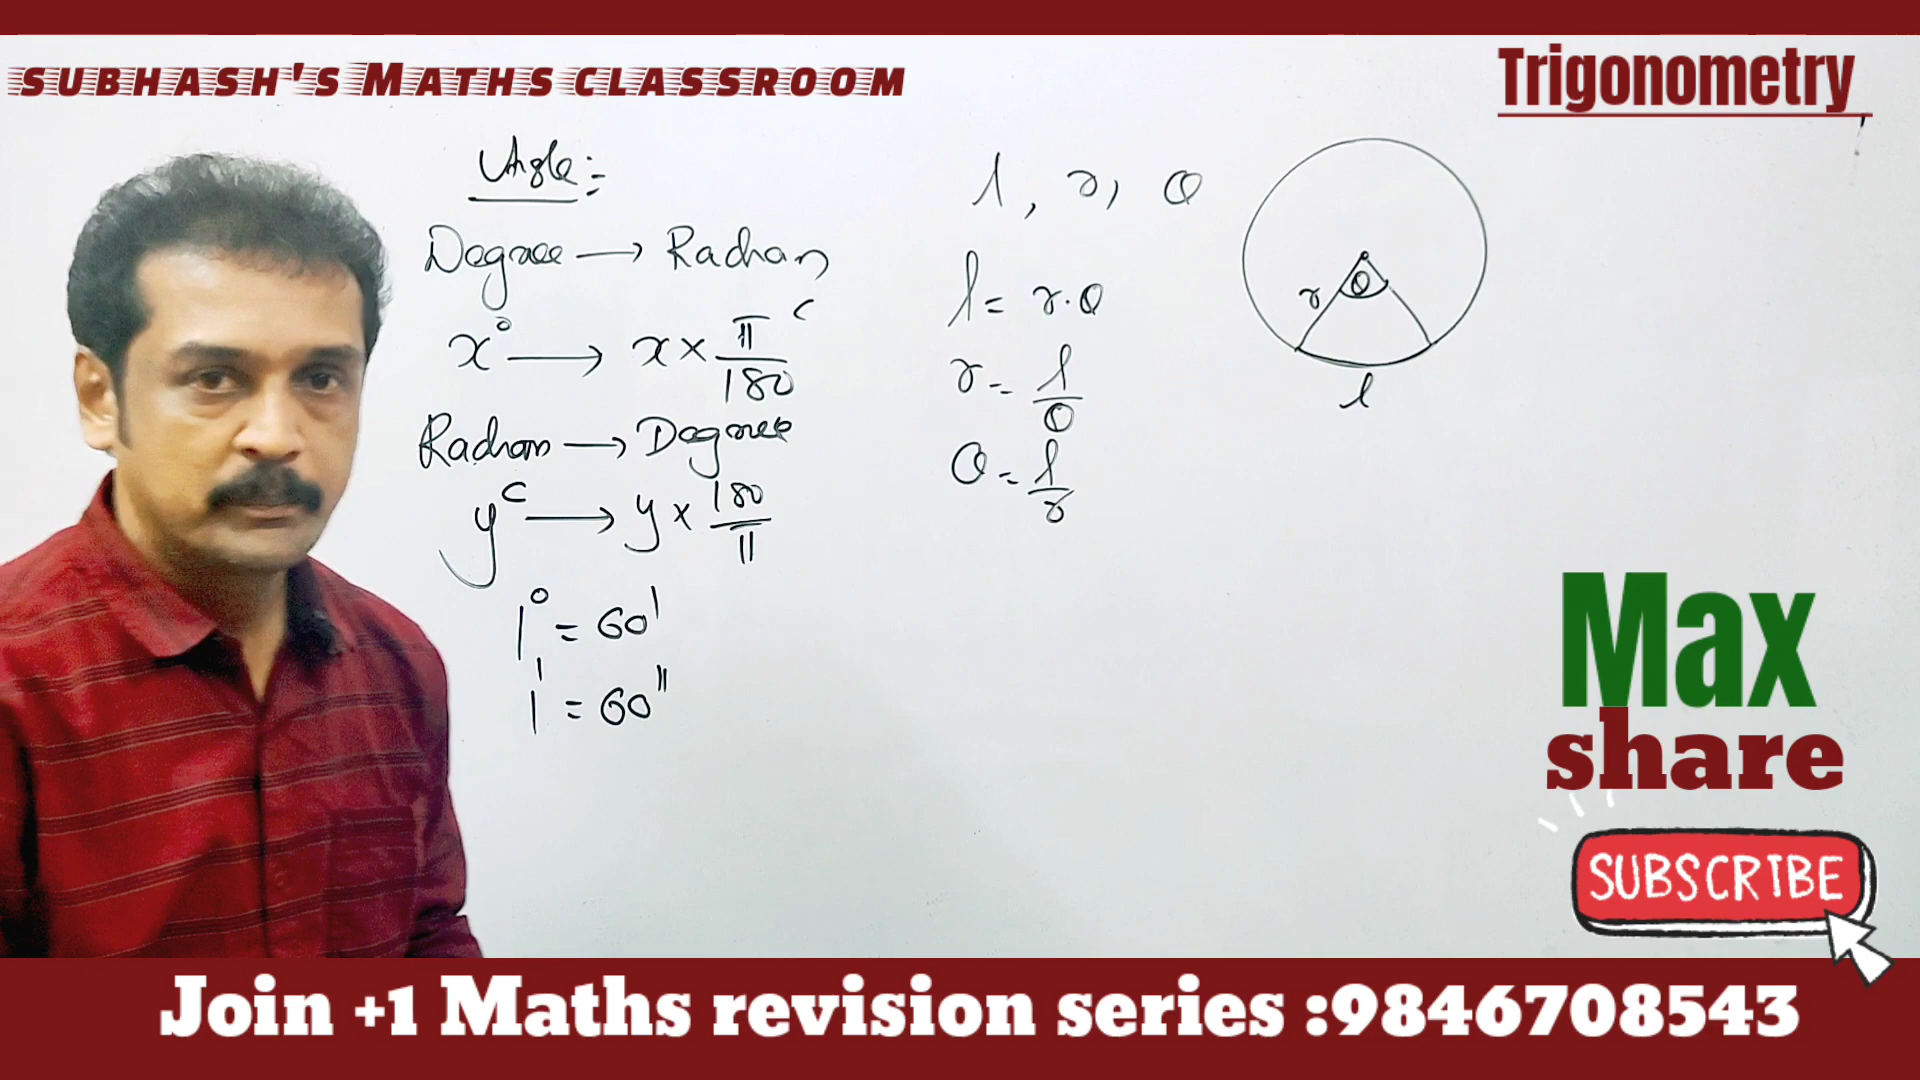 SUBHASH'S MATHS CLASSROOM
Trigonometry
Angle:-
Degree → Radian
x° → x × π/180 ᶜ
Radian → Degree
yᶜ → y × 180/π
1° = 60'
1' = 60"
l, r, θ
l = r.θ
r = l/θ
θ = l/r
r
θ
l
Max
share
SUBSCRIBE
Join +1 Maths revision series :9846708543